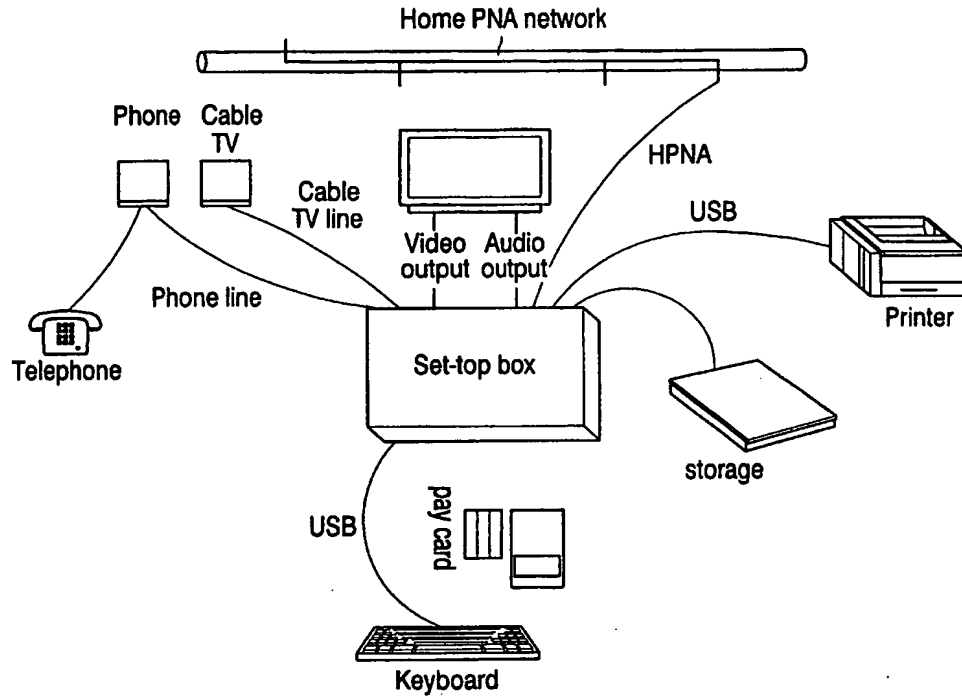 Home PNA network
Phone
Cable
TV
HPNA
Cable
TV line
USB
Video
output
Audio
output
Phone line
Printer
Telephone
Set-top box
storage
pay card
USB
Keyboard